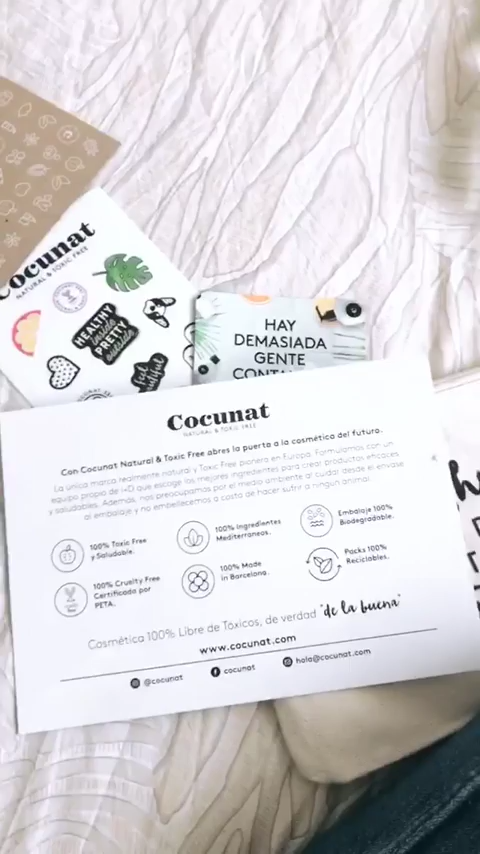 Cocunat
NATURAL & TOXIC FREE
HEALTHY
inside
PRETTY
outside
HAY
DEMASIADA
GENTE
Cocunat
NATURAL & TOXIC FREE
Con Cocunat Natural & Toxic Free abres la puerta a la cosmética del futuro.
La única marca realmente natural y Toxic Free pionera en Europa. Formulamos con un
equipo propio de I+D que escoge los mejores ingredientes para crear productos eficaces
y saludables. Además, nos preocupamos por el medio ambiente al cuidar desde el envase
al embalaje y no embellecemos a costa de hacer sufrir a ningún animal.
100% Toxic Free
y Saludable.
100% Ingredientes
Mediterraneos.
Embalaje 100%
Biodegradable.
100% Cruelty Free
Certificada por
PETA.
100% Made
in Barcelona.
Packs 100%
Reciclables.
Cosmética 100% Libre de Tóxicos, de verdad "de la buena"
www.cocunat.com
@cocunat
cocunat
hola@cocunat.com